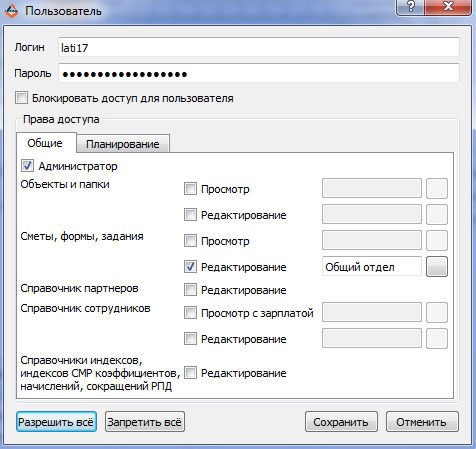 Пользователь
Логин lati17
Пароль ●●●●●●●●●●●●●●●●●●
Блокировать доступ для пользователя
Права доступа
Общие Планирование
Администратор
Объекты и папки Просмотр
Редактирование
Сметы, формы, задания Просмотр
Редактирование Общий отдел
Справочник партнеров Редактирование
Справочник сотрудников Просмотр с зарплатой
Редактирование
Справочники индексов,
индексов СМР коэффициентов, Редактирование
начислений, сокращений РПД
Разрешить всё Запретить всё Сохранить Отменить